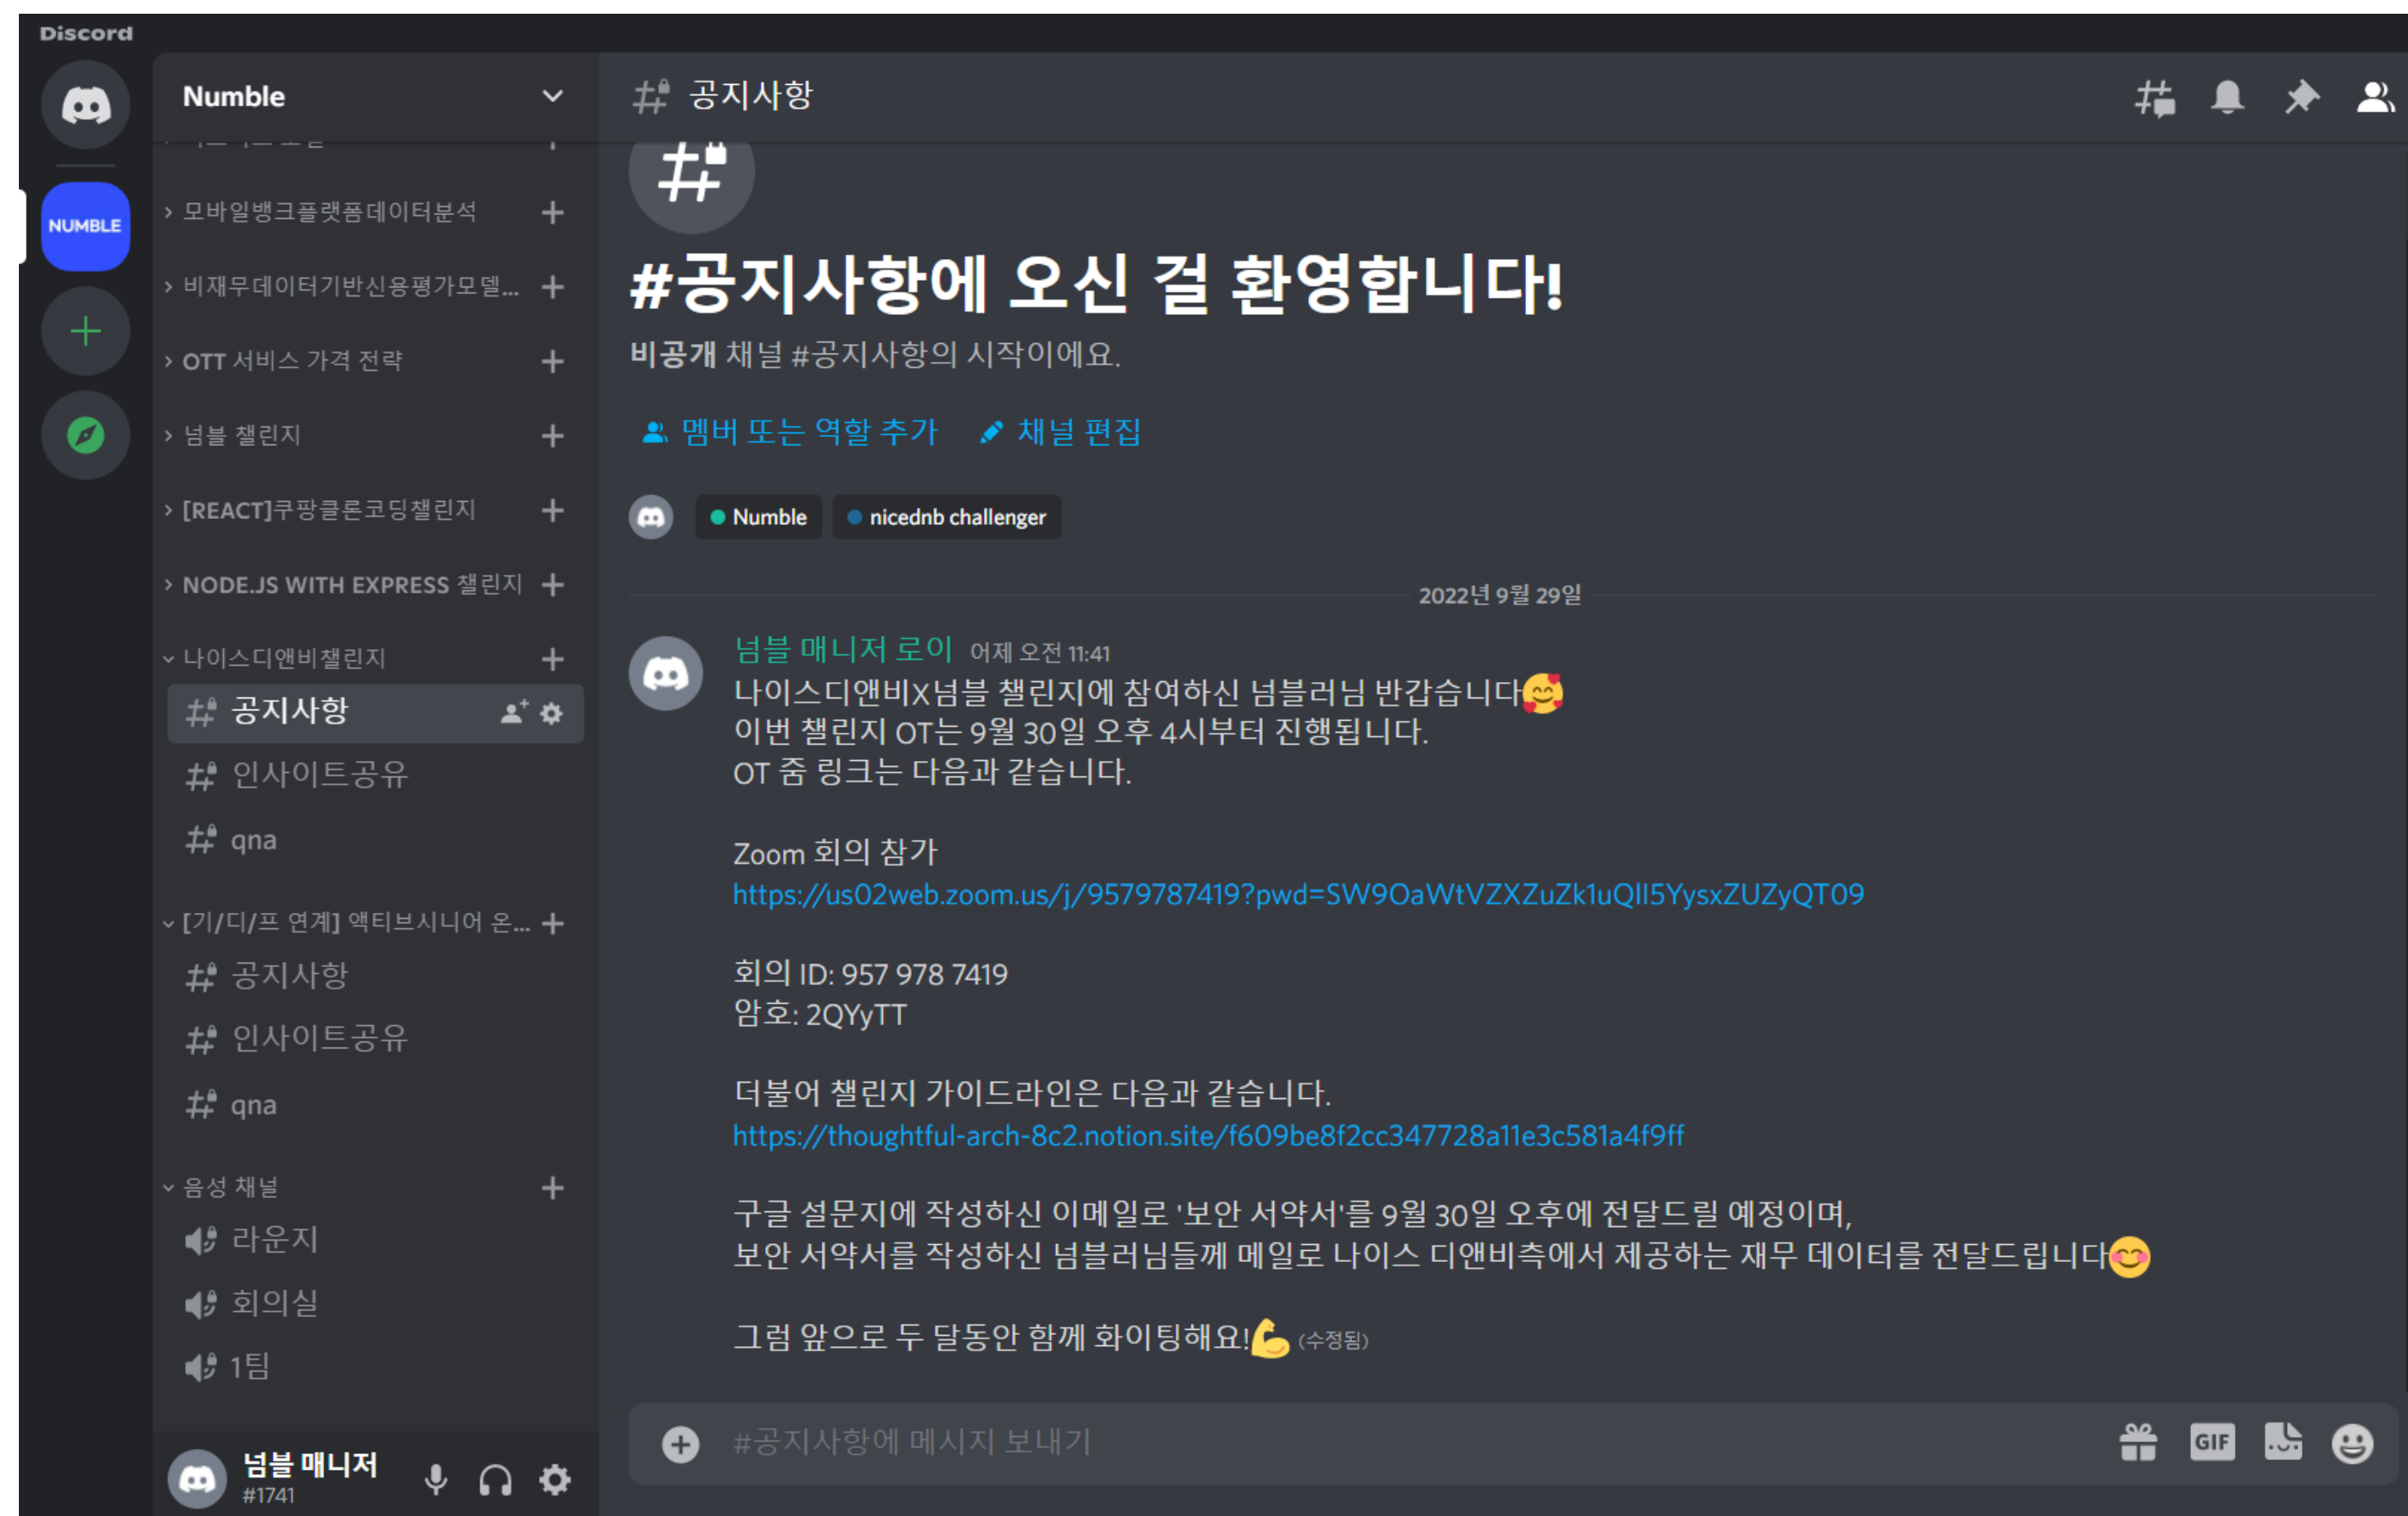 Discord
Numble
NUMBLE
모바일뱅크플랫폼데이터분석
비재무데이터기반신용평가모델...
OTT 서비스 가격 전략
넘블 챌린지
[REACT]쿠팡클론코딩챌린지
NODE.JS WITH EXPRESS 챌린지
나이스디앤비챌린지
공지사항
인사이트공유
qna
[기/디/프 연계] 액티브시니어 온...
공지사항
인사이트공유
qna
음성 채널
라운지
회의실
1팀
넘블 매니저
#1741
공지사항
#공지사항에 오신 걸 환영합니다!
비공개 채널 #공지사항의 시작이에요.
멤버 또는 역할 추가 채널 편집
Numble nicednb challenger
2022년 9월 29일
넘블 매니저 로이 어제 오전 11:41
나이스디앤비X넘블 챌린지에 참여하신 넘블러님 반갑습니다🥰
이번 챌린지 OT는 9월 30일 오후 4시부터 진행됩니다.
OT 줌 링크는 다음과 같습니다.
Zoom 회의 참가
https://us02web.zoom.us/j/9579787419?pwd=SW9OaWtVZXZuZk1uQll5YysxZUZyQT09
회의 ID: 957 978 7419
암호: 2QYyTT
더불어 챌린지 가이드라인은 다음과 같습니다.
https://thoughtful-arch-8c2.notion.site/f609be8f2cc347728a11e3c581a4f9ff
구글 설문지에 작성하신 이메일로 '보안 서약서'를 9월 30일 오후에 전달드릴 예정이며,
보안 서약서를 작성하신 넘블러님들께 메일로 나이스 디앤비측에서 제공하는 재무 데이터를 전달드립니다😊
그럼 앞으로 두 달동안 함께 화이팅해요!💪 (수정됨)
#공지사항에 메시지 보내기
GIF